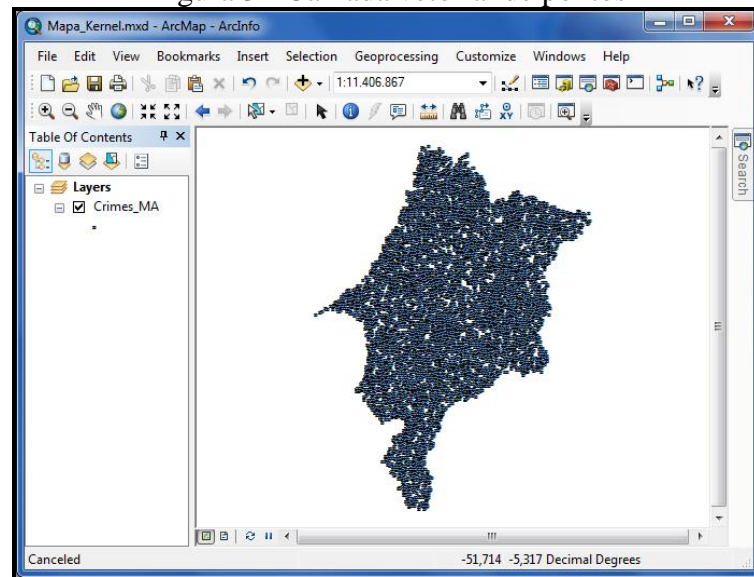 Mapa_Kernel.mxd - ArcMap - ArcInfo
File Edit View Bookmarks Insert Selection Geoprocessing Customize Windows Help
1:11.406.867
Table Of Contents
Layers
Crimes_MA
Search
Canceled
-51,714 -5,317 Decimal Degrees